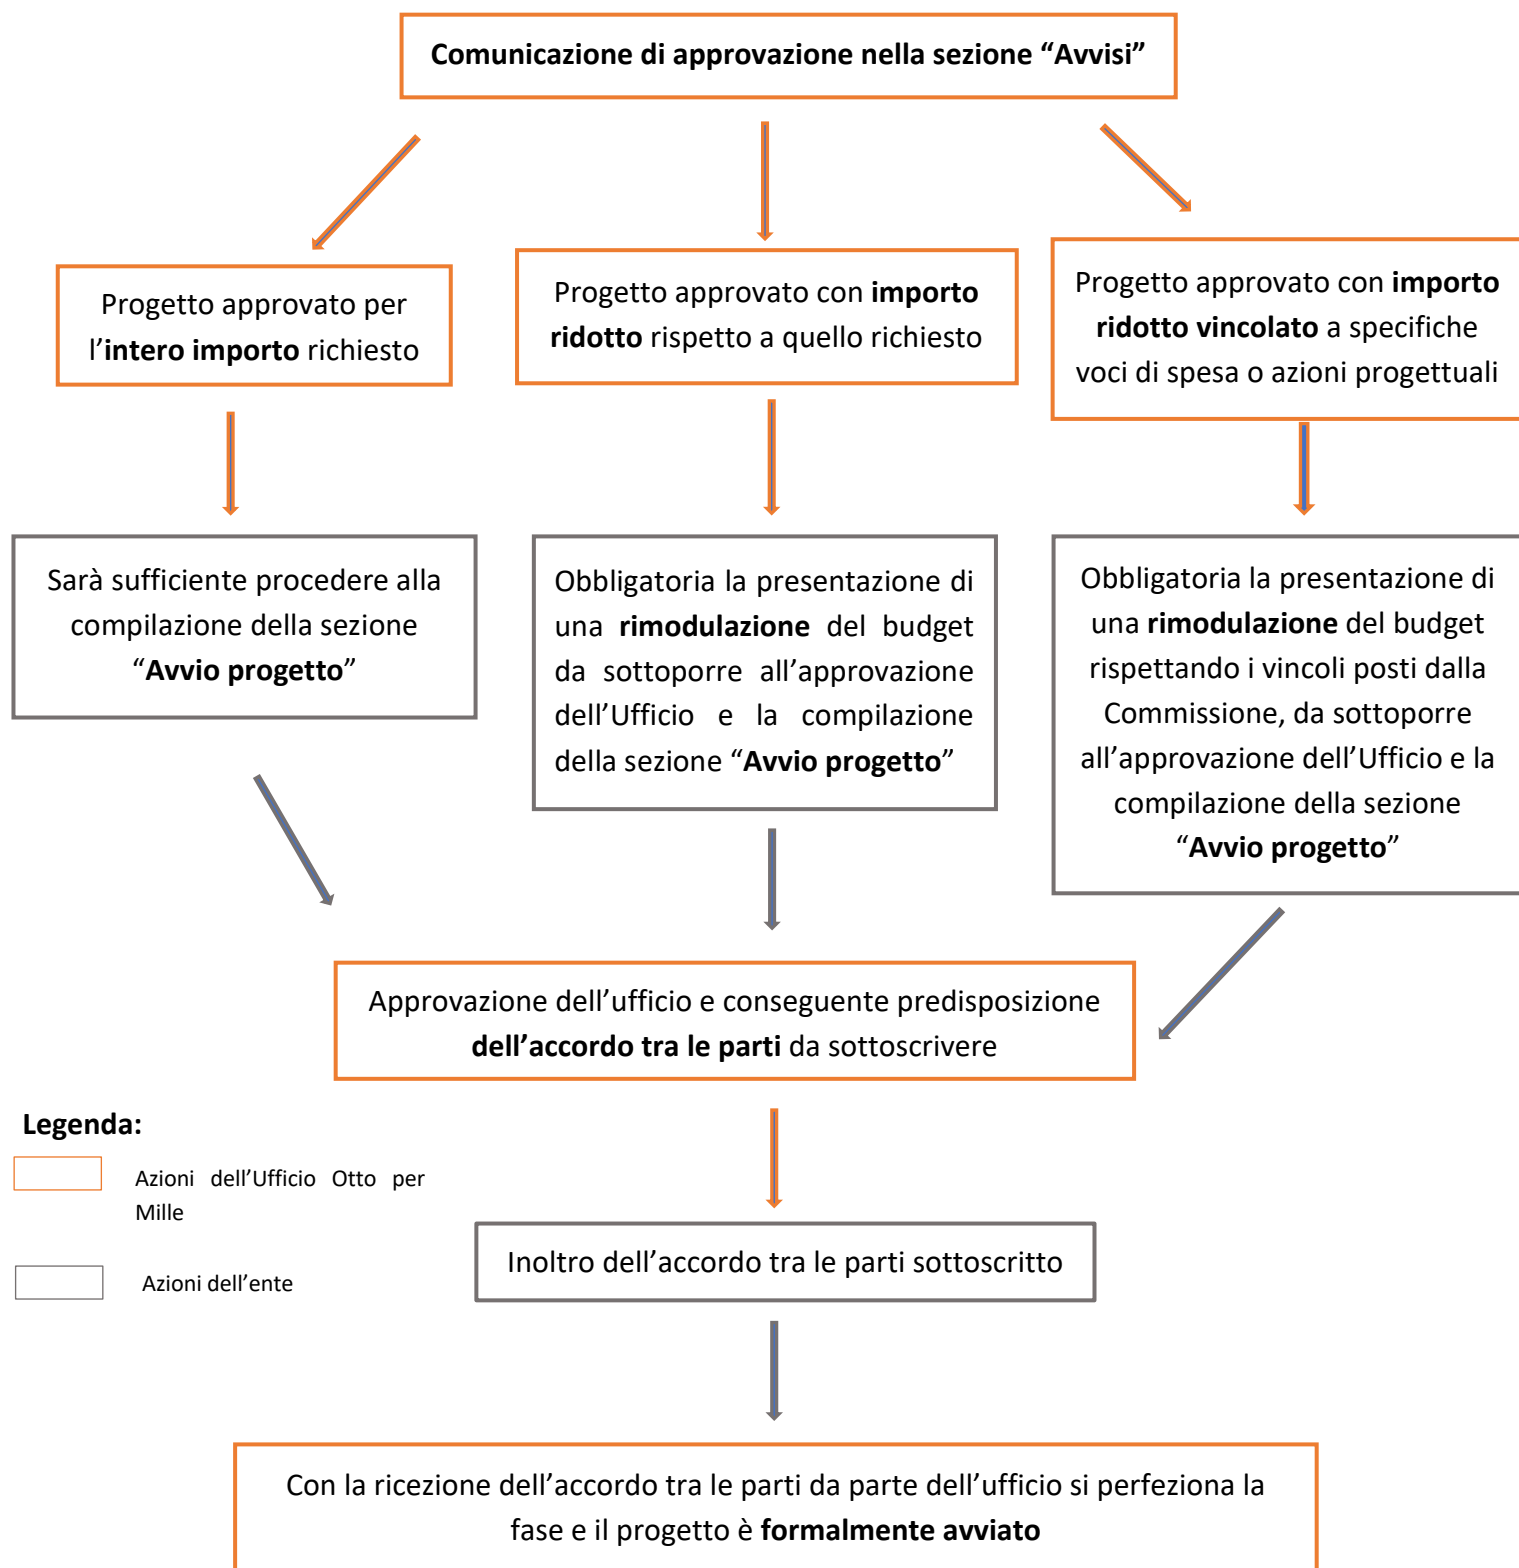 Comunicazione di approvazione nella sezione “Avvisi”
Progetto approvato per
l’intero importo richiesto
Progetto approvato con importo
ridotto rispetto a quello richiesto
Progetto approvato con importo
ridotto vincolato a specifiche
voci di spesa o azioni progettuali
Sarà sufficiente procedere alla
compilazione della sezione
“Avvio progetto”
Obbligatoria la presentazione di
una rimodulazione del budget
da sottoporre all’approvazione
dell’Ufficio e la compilazione
della sezione “Avvio progetto”
Obbligatoria la presentazione di
una rimodulazione del budget
rispettando i vincoli posti dalla
Commissione, da sottoporre
all’approvazione dell’Ufficio e la
compilazione della sezione
“Avvio progetto”
Approvazione dell’ufficio e conseguente predisposizione
dell’accordo tra le parti da sottoscrivere
Legenda:
Azioni dell’Ufficio Otto per
Mille
Azioni dell’ente
Inoltro dell’accordo tra le parti sottoscritto
Con la ricezione dell’accordo tra le parti da parte dell’ufficio si perfeziona la
fase e il progetto è formalmente avviato